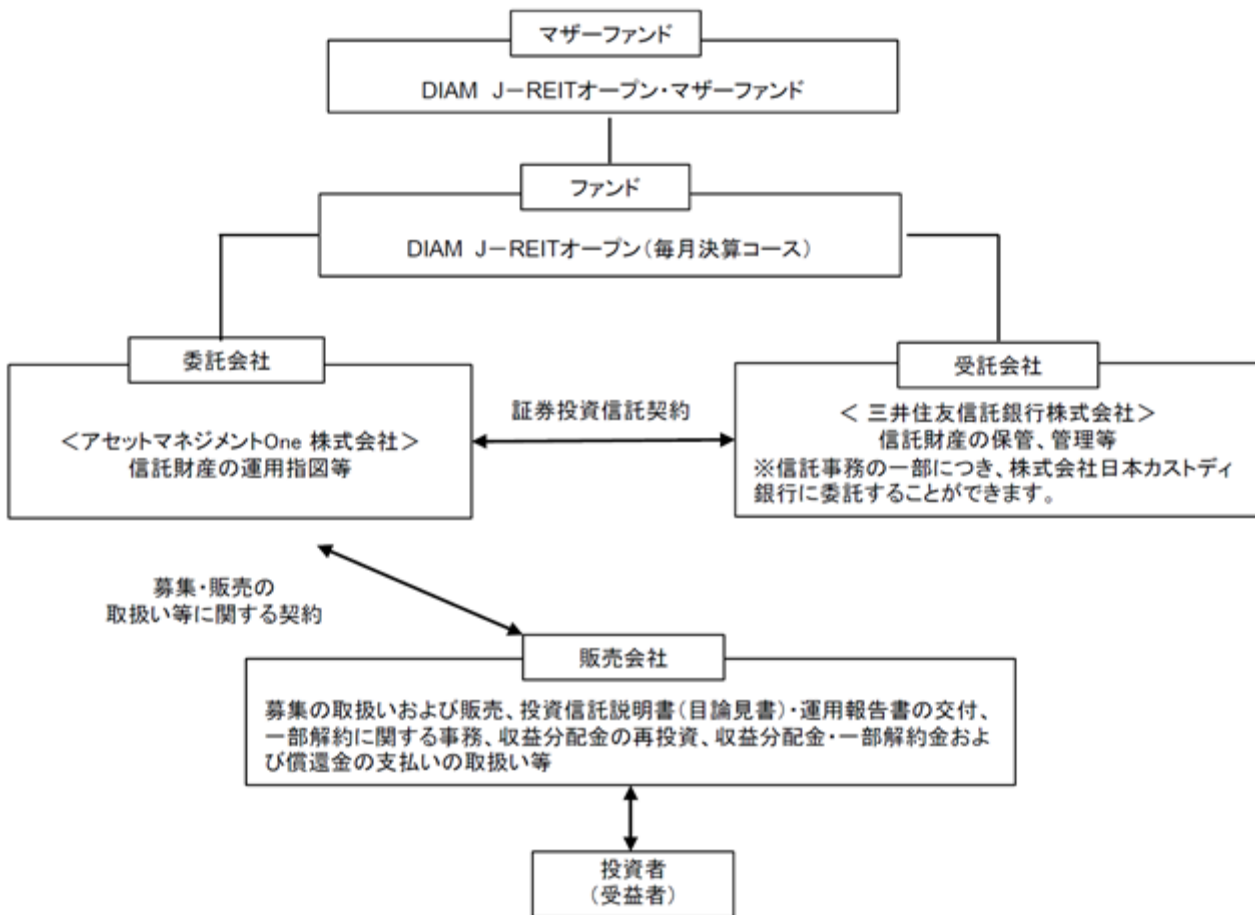 マザーファンド
DIAM J-REITオープン・マザーファンド
ファンド
DIAM J-REITオープン(毎月決算コース)
委託会社
<アセットマネジメントOne 株式会社>
信託財産の運用指図等
証券投資信託契約
受託会社
< 三井住友信託銀行株式会社>
信託財産の保管、管理等
※信託事務の一部につき、株式会社日本カストディ
銀行に委託することができます。
募集・販売の
取扱い等に関する契約
販売会社
募集の取扱いおよび販売、投資信託説明書(目論見書)・運用報告書の交付、
一部解約に関する事務、収益分配金の再投資、収益分配金・一部解約金およ
び償還金の支払いの取扱い等
投資者
(受益者)